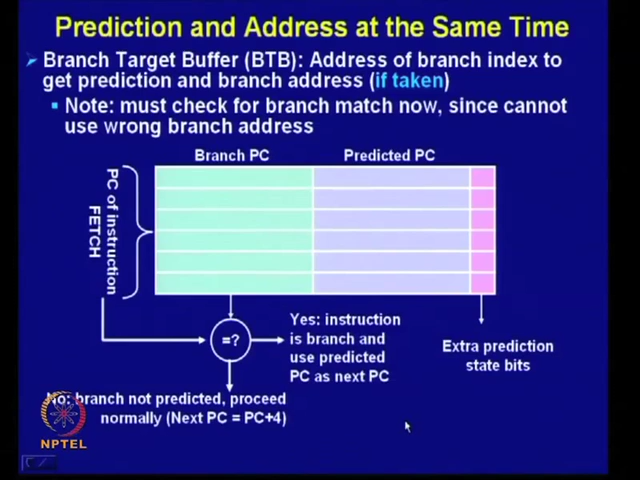 Prediction and Address at the Same Time
Branch Target Buffer (BTB): Address of branch index to
get prediction and branch address (if taken)
Note: must check for branch match now, since cannot
use wrong branch address
Branch PC
Predicted PC
PC of instruction
FETCH
=?
Yes: instruction
is branch and
use predicted
PC as next PC
Extra prediction
state bits
No: branch not predicted, proceed
normally (Next PC = PC+4)
NPTEL